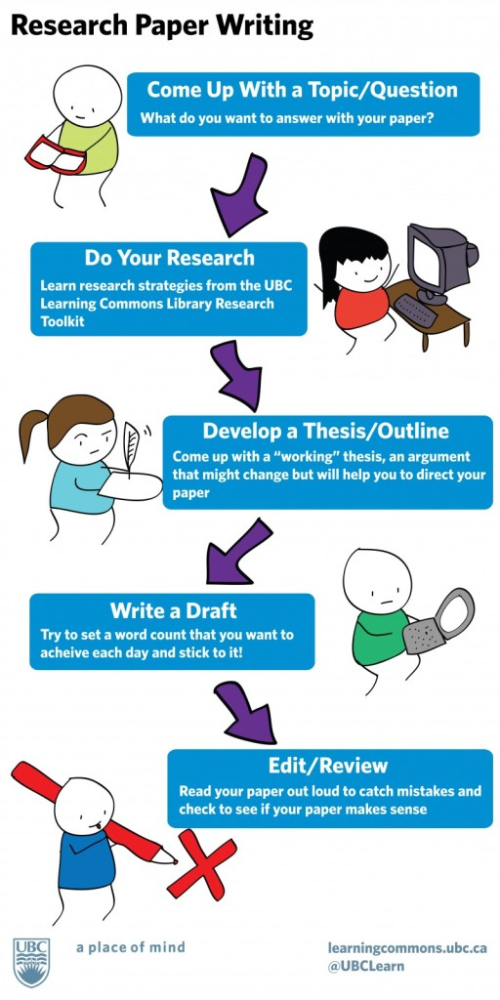 Research Paper Writing
Come Up With a Topic/Question
What do you want to answer with your paper?
Do Your Research
Learn research strategies from the UBC
Learning Commons Library Research
Toolkit
Develop a Thesis/Outline
Come up with a “working” thesis, an argument
that might change but will help you to direct your
paper
Write a Draft
Try to set a word count that you want to
acheive each day and stick to it!
Edit/Review
Read your paper out loud to catch mistakes and
check to see if your paper makes sense
UBC
a place of mind
learningcommons.ubc.ca
@UBCLearn